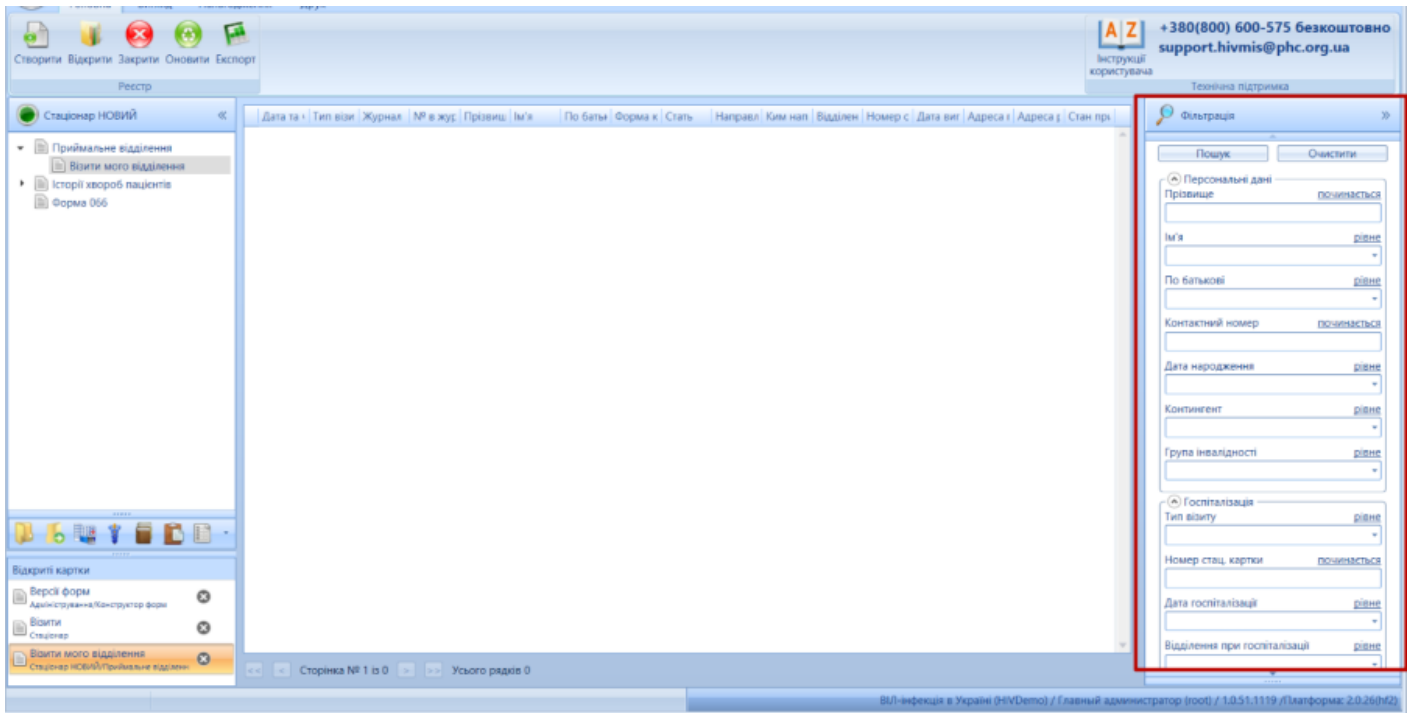 Створити Відкрити Закрити Оновити Експорт
Реєстр
A Z
Інструкції
користувача
+380(800) 600-575 безкоштовно
support.hivmis@phc.org.ua
Технічна підтримка
Стаціонар НОВИЙ «
Приймальне відділення
Візити мого відділення
Історії хвороб пацієнтів
Форма 066
Дата та Тип візи Журнал № в жур Прізвищ Ім'я По батьк Форма к Стать Направл Ким нап Відділен Номер с Дата вип Адреса Адреса Стан при
Фільтрація »
Пошук Очистити
Персональні дані
Прізвище починається
Ім'я рівне
По батькові рівне
Контактний номер починається
Дата народження рівне
Контингент рівне
Група інвалідності рівне
Госпіталізація
Тип візиту рівне
Номер стац. картки починається
Дата госпіталізації рівне
Відділення при госпіталізації рівне
Відкриті картки
Версії форм
Адміністрування/Конструктор форм
Візити
Стаціонар
Візити мого відділення
Стаціонар НОВИЙ/Приймальне відділен
<< < Сторінка № 1 із 0 > >> Усього рядків 0
ВІЛ-інфекція в Україні (HIVDemo) / Главный администратор (root) / 1.0.51.1119 /Платформа: 2.0.26(hf2)